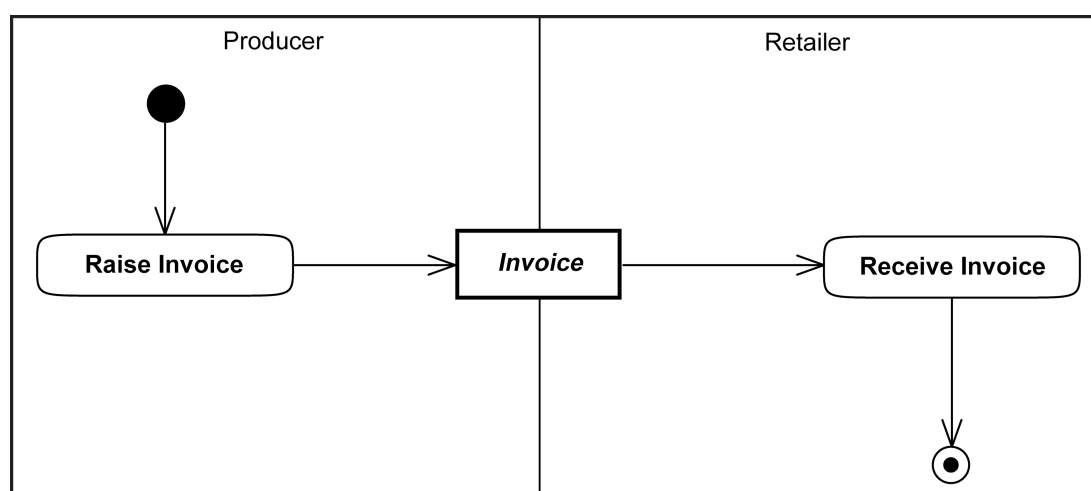 Producer
Retailer
Raise Invoice
Invoice
Receive Invoice